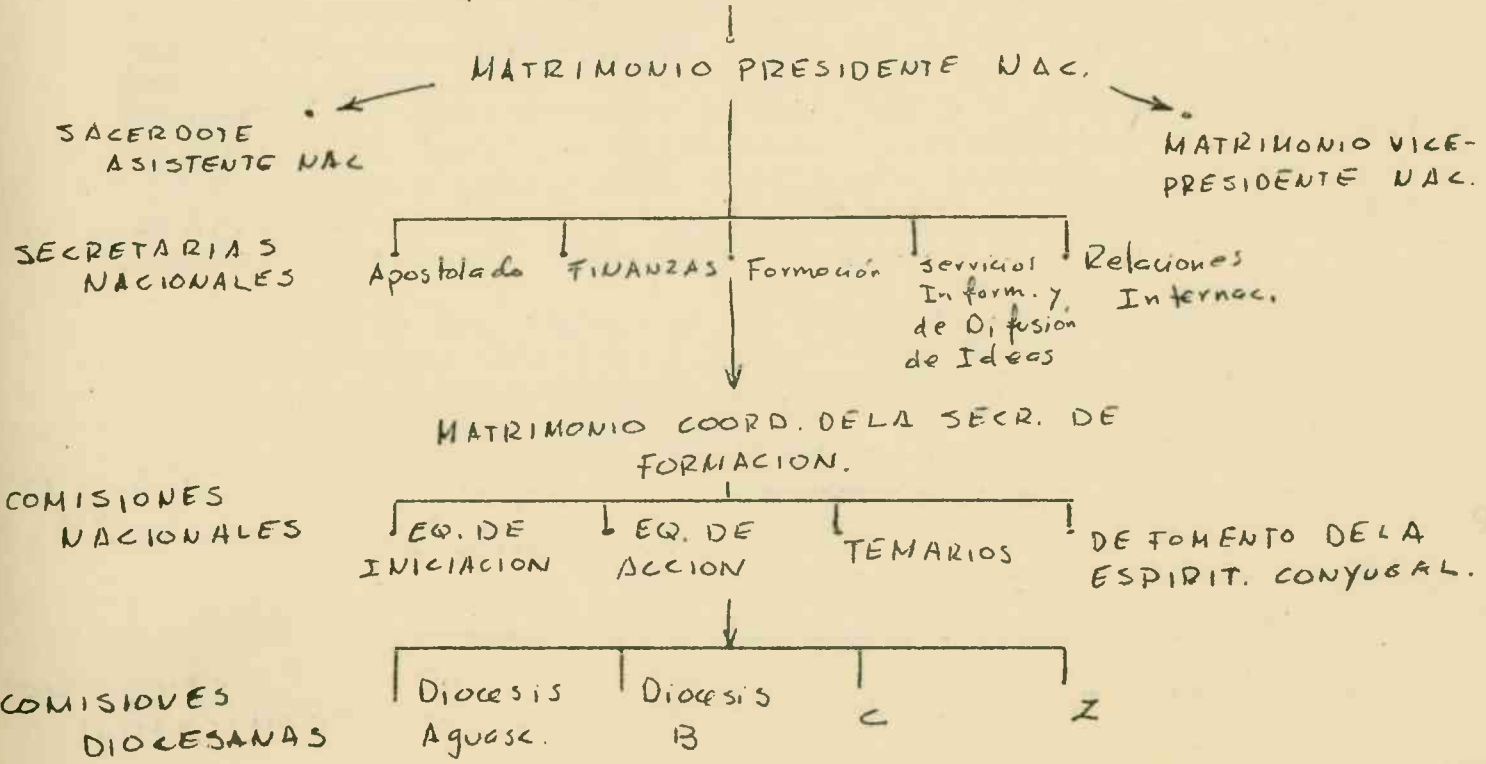 MATRIMONIO PRESIDENTE NAC.
SACERDOTE
ASISTENTE NAC
MATRIMONIO VICE-
PRESIDENTE NAC.
SECRETARIAS
NACIONALES
Apostolado
FINANZAS
Formación
servicios
Inform. y
de Difusión
de Ideas
Relaciones
Internac.
MATRIMONIO COORD. DE LA SECR. DE
FORMACION.
COMISIONES
NACIONALES
EQ. DE
INICIACION
EQ. DE
ACCION
TEMARIOS
DE FOMENTO DE LA
ESPIRIT. CONYUGAL.
COMISIONES
DIOCESANAS
Diocesis
Aguasc.
Diocesis
B
C
Z